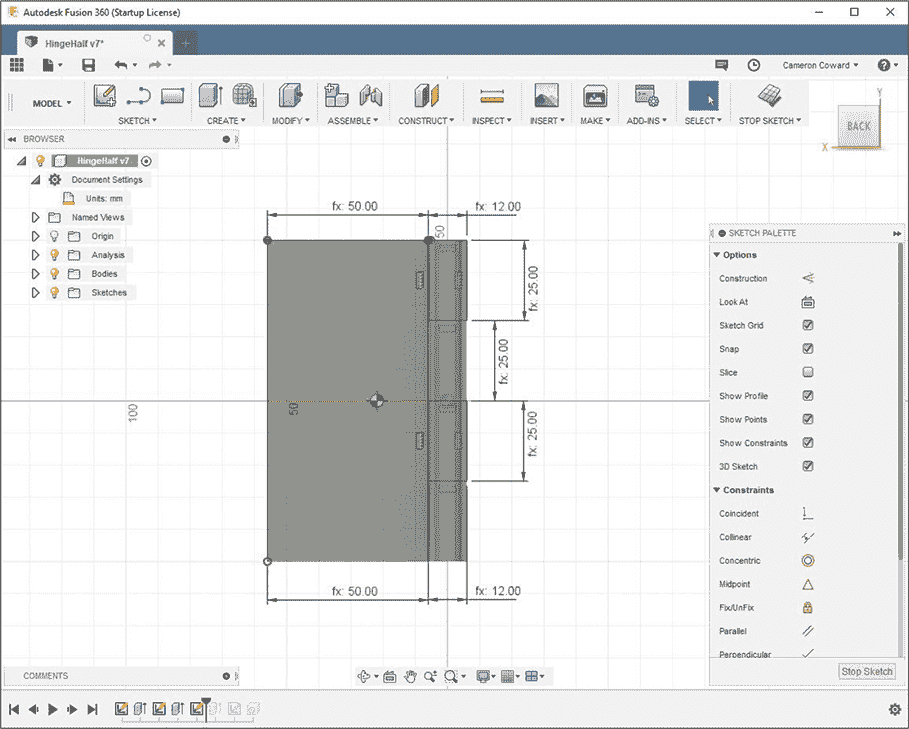 Autodesk Fusion 360 (Startup License)
HingeHalf v7*
Cameron Coward
MODEL
SKETCH
CREATE
MODIFY
ASSEMBLE
CONSTRUCT
INSPECT
INSERT
MAKE
ADD-INS
SELECT
STOP SKETCH
Y
BACK
X
BROWSER
HingeHalf v7
Document Settings
Units: mm
Named Views
Origin
Analysis
Bodies
Sketches
fx: 50.00
fx: 12.00
50
fx: 25.00
fx: 25.00
fx: 25.00
100
50
fx: 50.00
fx: 12.00
SKETCH PALETTE
Options
Construction
Look At
Sketch Grid
Snap
Slice
Show Profile
Show Points
Show Constraints
3D Sketch
Constraints
Coincident
Collinear
Concentric
Midpoint
Fix/UnFix
Parallel
Perpendicular
Stop Sketch
COMMENTS